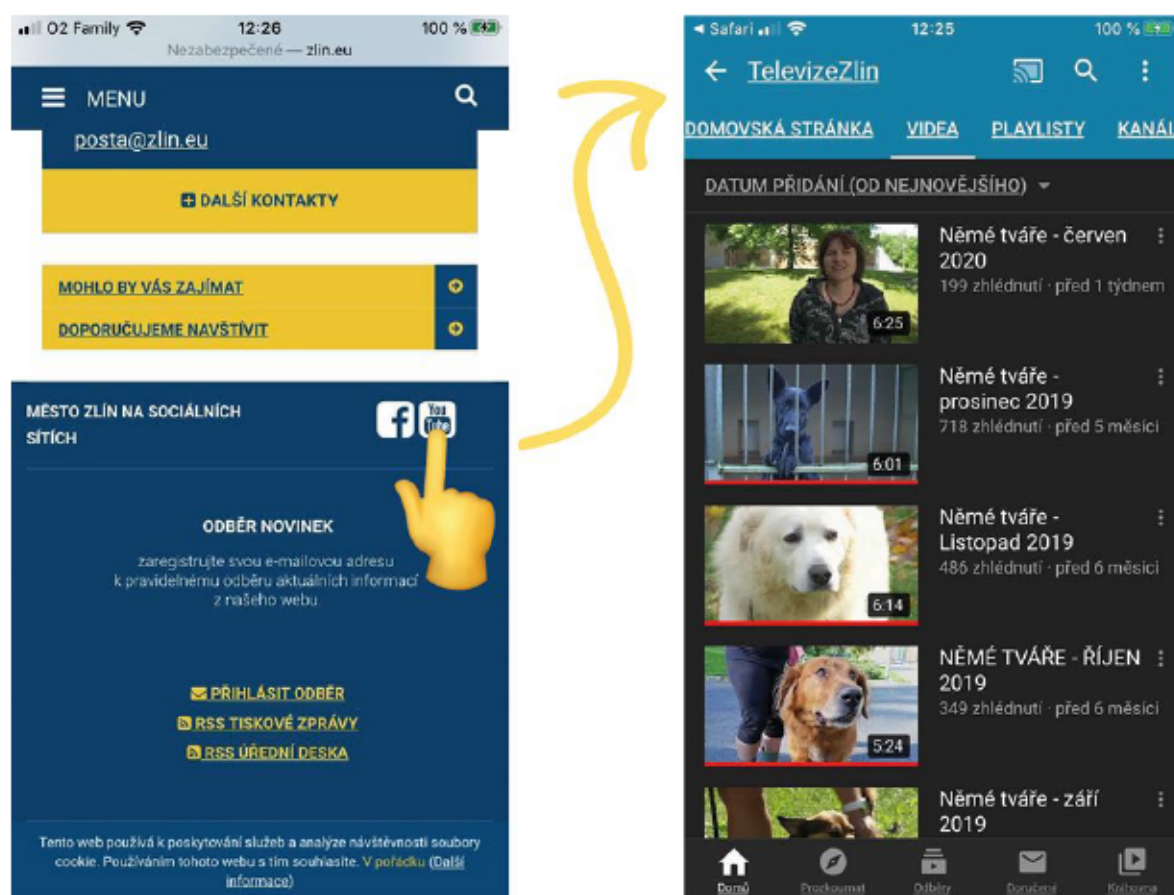 O2 Family 12:26 100 %
Nezabezpečené — zlin.eu
MENU
posta@zlin.eu
DALŠÍ KONTAKTY
MOHLO BY VÁS ZAJÍMAT
DOPORUČUJEME NAVŠTÍVIT
MĚSTO ZLÍN NA SOCIÁLNÍCH
SÍTÍCH
f You
Tube
ODBĚR NOVINEK
zaregistrujte svou e-mailovou adresu
k pravidelnému odběru aktuálních informací
z našeho webu
PŘIHLÁSIT ODBĚR
RSS TISKOVÉ ZPRÁVY
RSS ÚŘEDNÍ DESKA
Tento web používá k poskytování služeb a analýze návštěvnosti soubory
cookie. Používáním tohoto webu s tím souhlasíte. V pořádku (Další
informace)
Safari 12:25 100 %
TelevizeZlin
DOMOVSKÁ STRÁNKA VIDEA PLAYLISTY KANÁL
DATUM PŘIDÁNÍ (OD NEJNOVĚJŠÍHO)
Němé tváře - červen
2020
199 zhlédnutí · před 1 týdnem
6:25
Němé tváře -
prosinec 2019
718 zhlédnutí · před 5 měsíci
6:01
Němé tváře -
Listopad 2019
486 zhlédnutí · před 6 měsíci
6:14
NĚMÉ TVÁŘE - ŘÍJEN
2019
349 zhlédnutí · před 6 měsíci
5:24
Němé tváře - září
2019
Domů Prozkoumat Odběry Doručené Knihovna